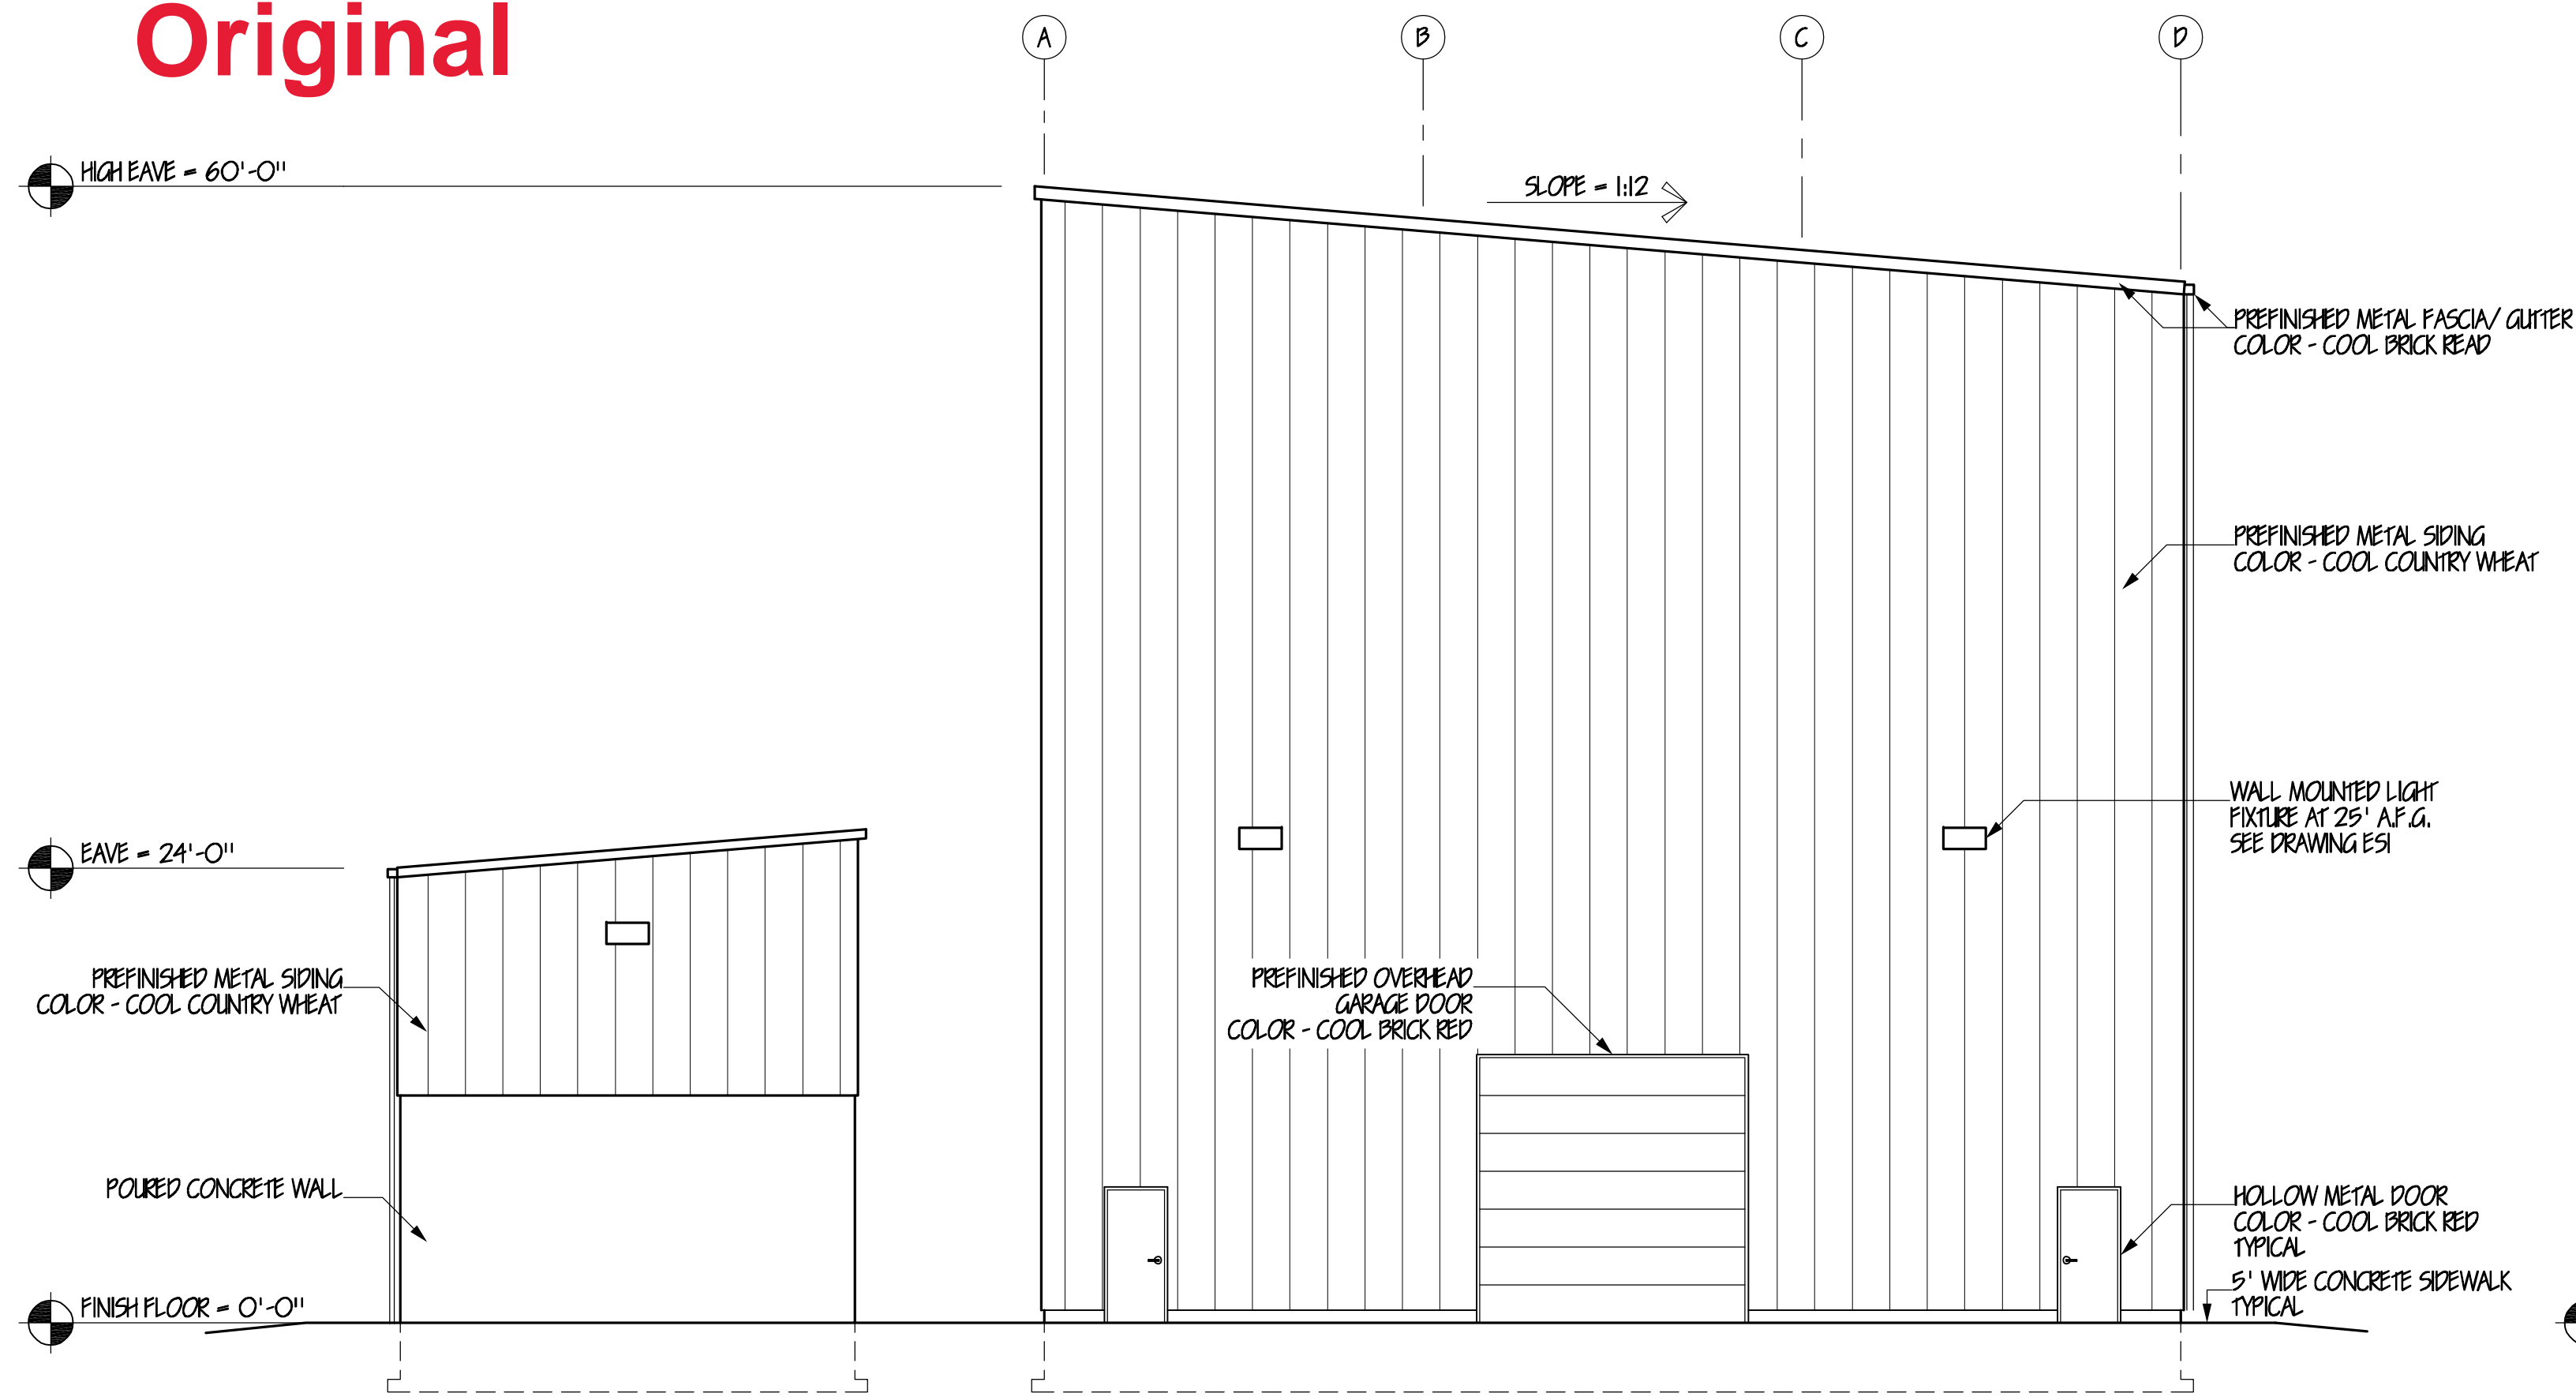 Original
A
B
C
D
HIGH EAVE = 60'-0"
SLOPE = 1:12
PREFINISHED METAL FASCIA/ GUTTER
COLOR - COOL BRICK READ
PREFINISHED METAL SIDING
COLOR - COOL COUNTRY WHEAT
WALL MOUNTED LIGHT
FIXTURE AT 25' A.F.G.
SEE DRAWING ES1
EAVE = 24'-0"
PREFINISHED METAL SIDING
COLOR - COOL COUNTRY WHEAT
PREFINISHED OVERHEAD
GARAGE DOOR
COLOR - COOL BRICK RED
POURED CONCRETE WALL
HOLLOW METAL DOOR
COLOR - COOL BRICK RED
TYPICAL
5' WIDE CONCRETE SIDEWALK
TYPICAL
FINISH FLOOR = 0'-0"